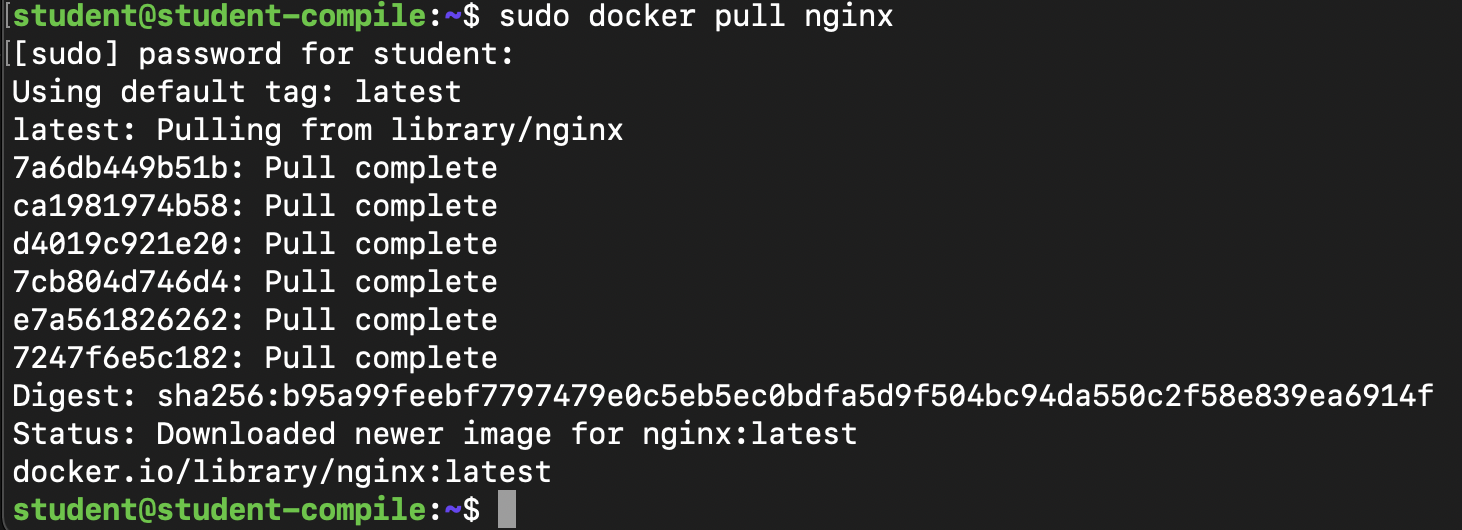 [student@student-compile:~$ sudo docker pull nginx
[[sudo] password for student:
Using default tag: latest
latest: Pulling from library/nginx
7a6db449b51b: Pull complete
ca1981974b58: Pull complete
d4019c921e20: Pull complete
7cb804d746d4: Pull complete
e7a561826262: Pull complete
7247f6e5c182: Pull complete
Digest: sha256:b95a99feebf7797479e0c5eb5ec0bdfa5d9f504bc94da550c2f58e839ea6914f
Status: Downloaded newer image for nginx:latest
docker.io/library/nginx:latest
student@student-compile:~$